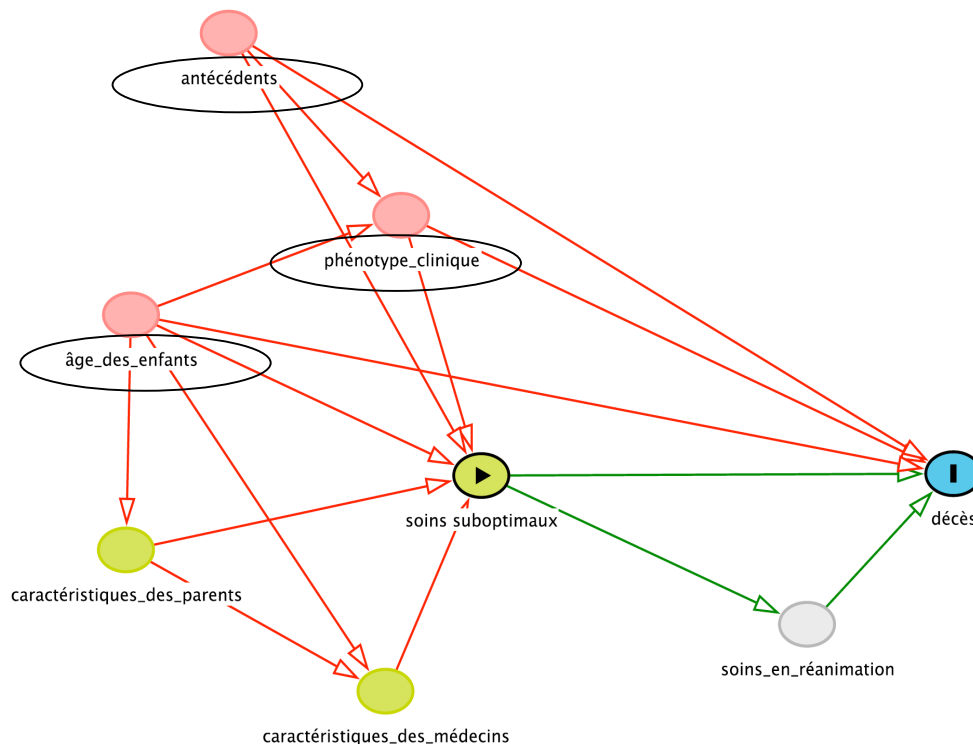 antécédents
phénotype_clinique
âge_des_enfants
soins suboptimaux
décès
caractéristiques_des_parents
soins_en_réanimation
caractéristiques_des_médecins